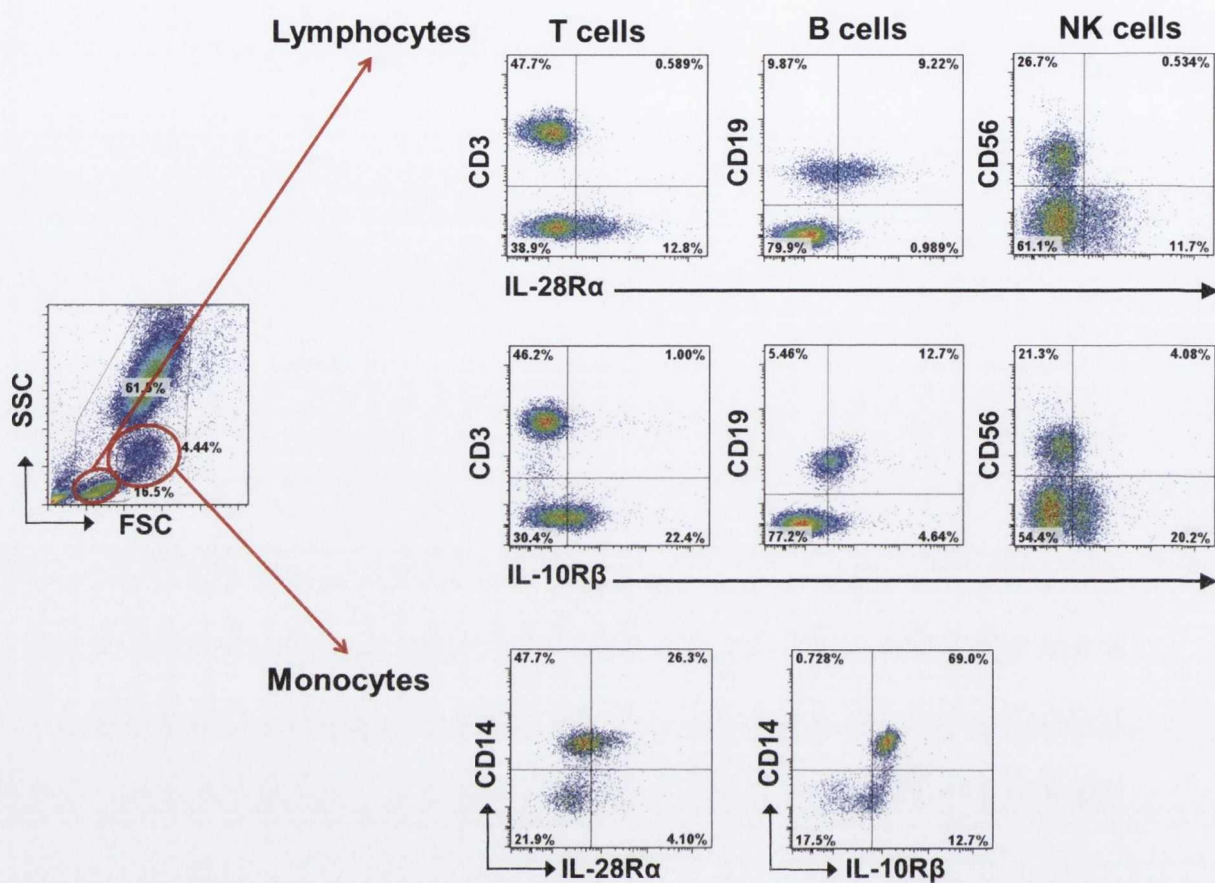 Lymphocytes
T cells
B cells
NK cells
CD3
47.7% 0.589%
38.9% 12.8%
CD19
9.87% 9.22%
79.9% 0.989%
CD56
26.7% 0.534%
61.1% 11.7%
IL-28Rα
SSC
61.5%
4.44%
16.5%
FSC
CD3
46.2% 1.00%
30.4% 22.4%
CD19
5.46% 12.7%
77.2% 4.64%
CD56
21.3% 4.08%
54.4% 20.2%
IL-10Rβ
Monocytes
CD14
47.7% 26.3%
21.9% 4.10%
IL-28Rα
CD14
0.728% 69.0%
17.5% 12.7%
IL-10Rβ